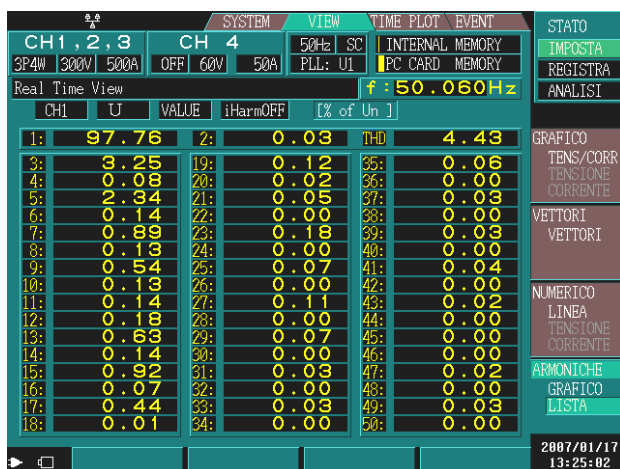 SYSTEM VIEW TIME PLOT EVENT STATO
CH1,2,3 CH 4 50Hz SC INTERNAL MEMORY IMPOSTA
3P4W 300V 500A OFF 60V 50A PLL: U1 PC CARD MEMORY REGISTRA
Real Time View f:50.060Hz ANALISI
CH1 U VALUE iHarmOFF [% of Un ]
1: 97.76 2: 0.03 THD 4.43 GRAFICO
3: 3.25 19: 0.12 35: 0.06 TENS/CORR
4: 0.08 20: 0.02 36: 0.00 TENSIONE
5: 2.34 21: 0.05 37: 0.03 CORRENTE
6: 0.14 22: 0.00 38: 0.00 VETTORI
7: 0.89 23: 0.18 39: 0.03 VETTORI
8: 0.13 24: 0.00 40: 0.00
9: 0.54 25: 0.07 41: 0.04
10: 0.13 26: 0.00 42: 0.00 NUMERICO
11: 0.14 27: 0.11 43: 0.02 LINEA
12: 0.18 28: 0.00 44: 0.00 TENSIONE
13: 0.63 29: 0.07 45: 0.00 CORRENTE
14: 0.14 30: 0.00 46: 0.00
15: 0.92 31: 0.03 47: 0.02 ARMONICHE
16: 0.07 32: 0.00 48: 0.00 GRAFICO
17: 0.44 33: 0.03 49: 0.03 LISTA
18: 0.01 34: 0.00 50: 0.00
2007/01/17
13:25:02